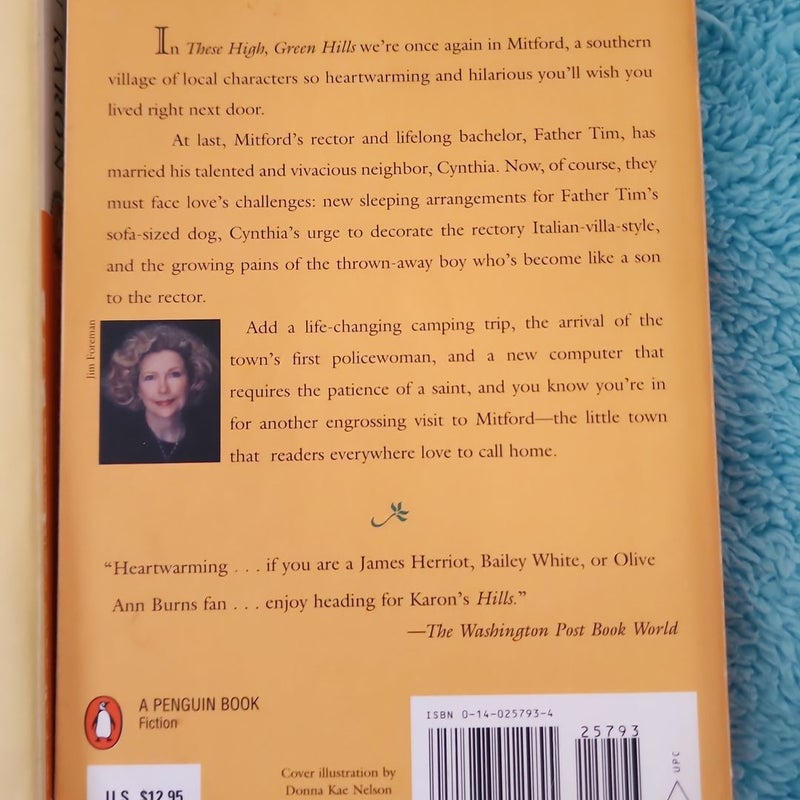 KARON
In These High, Green Hills we're once again in Mitford, a southern
village of local characters so heartwarming and hilarious you'll wish you
lived right next door.
At last, Mitford's rector and lifelong bachelor, Father Tim, has
married his talented and vivacious neighbor, Cynthia. Now, of course, they
must face love's challenges: new sleeping arrangements for Father Tim's
sofa-sized dog, Cynthia's urge to decorate the rectory Italian-villa-style,
and the growing pains of the thrown-away boy who's become like a son
to the rector.
Jim Foreman
Add a life-changing camping trip, the arrival of the
town's first policewoman, and a new computer that
requires the patience of a saint, and you know you're in
for another engrossing visit to Mitford—the little town
that readers everywhere love to call home.
“Heartwarming . . . if you are a James Herriot, Bailey White, or Olive
Ann Burns fan . . . enjoy heading for Karon's Hills.”
—The Washington Post Book World
A PENGUIN BOOK
Fiction
ISBN 0-14-025793-4
25793
UPC
U.S. $12.95
Cover illustration by
Donna Kae Nelson